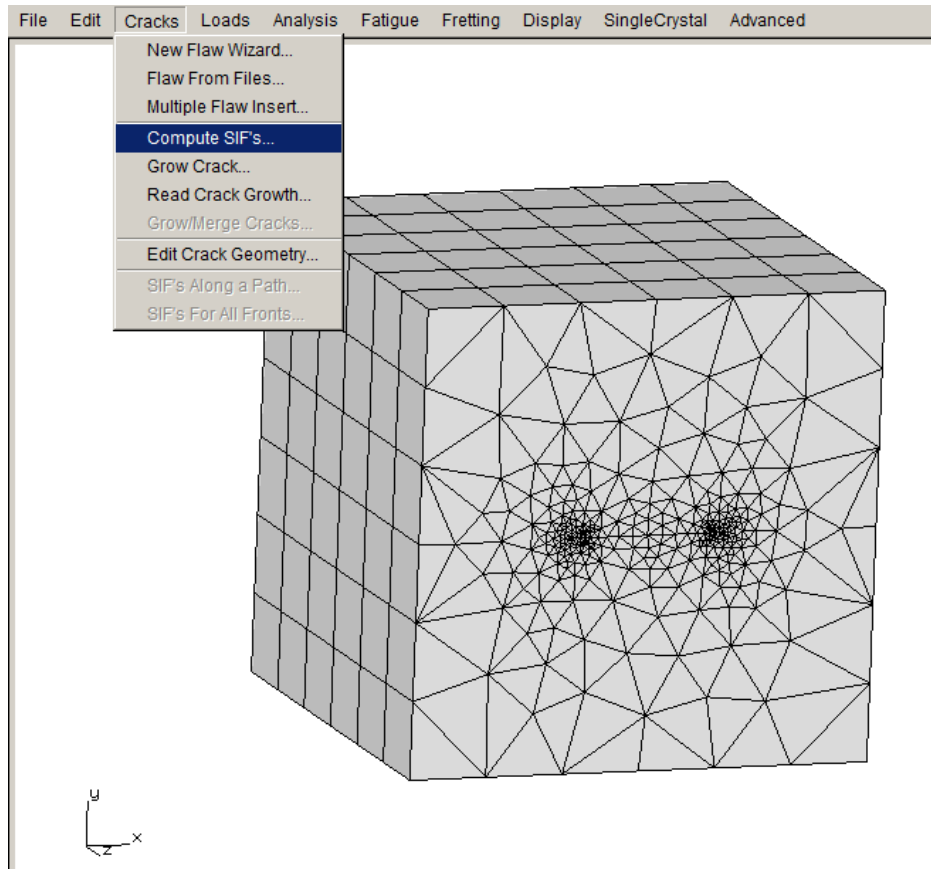 File Edit Cracks Loads Analysis Fatigue Fretting Display SingleCrystal Advanced
New Flaw Wizard...
Flaw From Files...
Multiple Flaw Insert...
Compute SIF's...
Grow Crack...
Read Crack Growth...
Grow/Merge Cracks...
Edit Crack Geometry...
SIF's Along a Path...
SIF's For All Fronts...
y
x
z